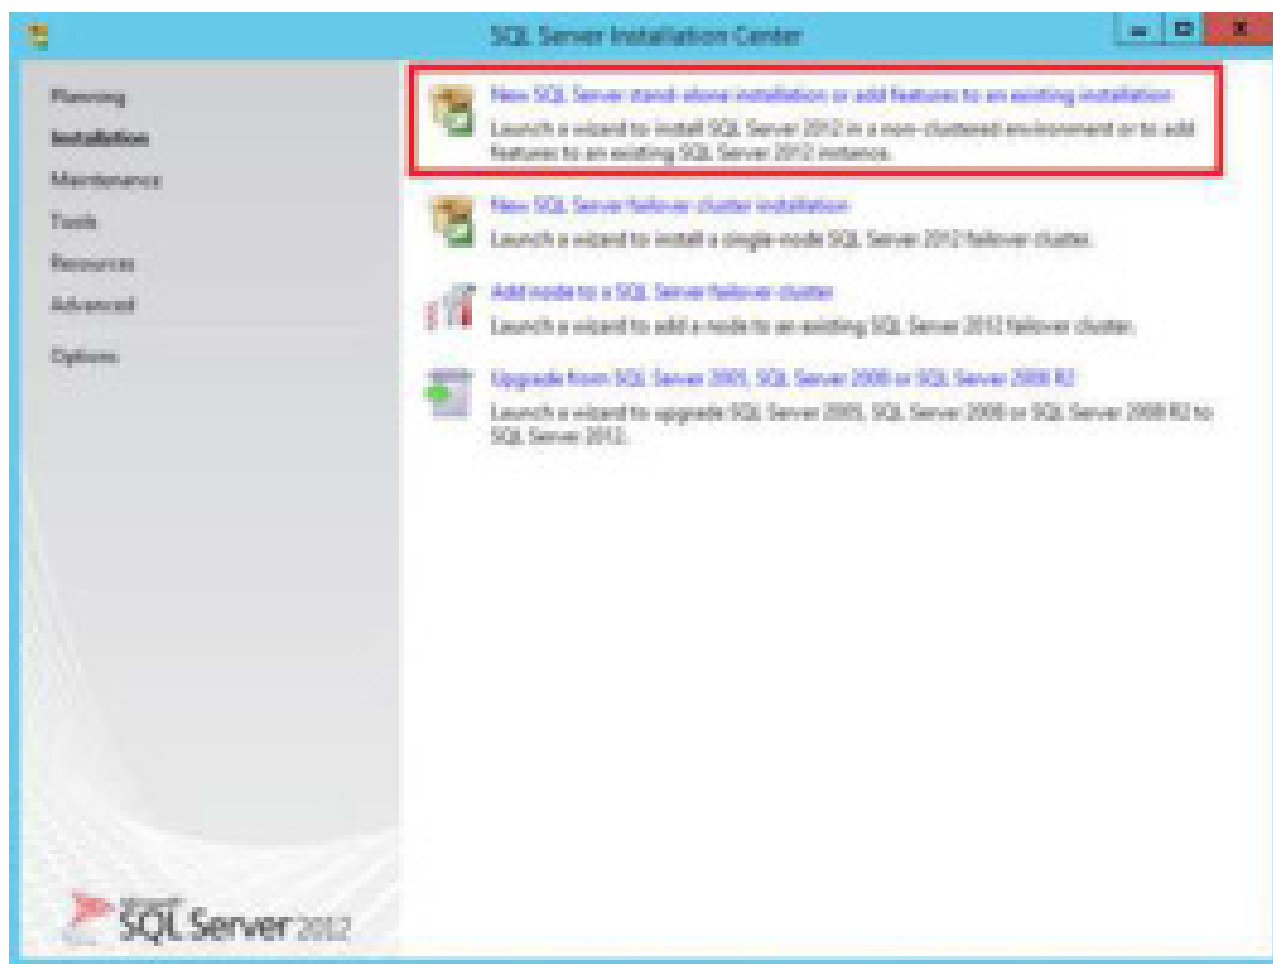 SQL Server Installation Center
Planning
Installation
Maintenance
Tools
Resources
Advanced
Options
New SQL Server stand-alone installation or add features to an existing installation
Launch a wizard to install SQL Server 2012 in a non-clustered environment or to add
features to an existing SQL Server 2012 instance.
New SQL Server failover cluster installation
Launch a wizard to install a single-node SQL Server 2012 failover cluster.
Add node to a SQL Server failover cluster
Launch a wizard to add a node to an existing SQL Server 2012 failover cluster.
Upgrade from SQL Server 2005, SQL Server 2008 or SQL Server 2008 R2
Launch a wizard to upgrade SQL Server 2005, SQL Server 2008 or SQL Server 2008 R2 to
SQL Server 2012.
SQL Server 2012